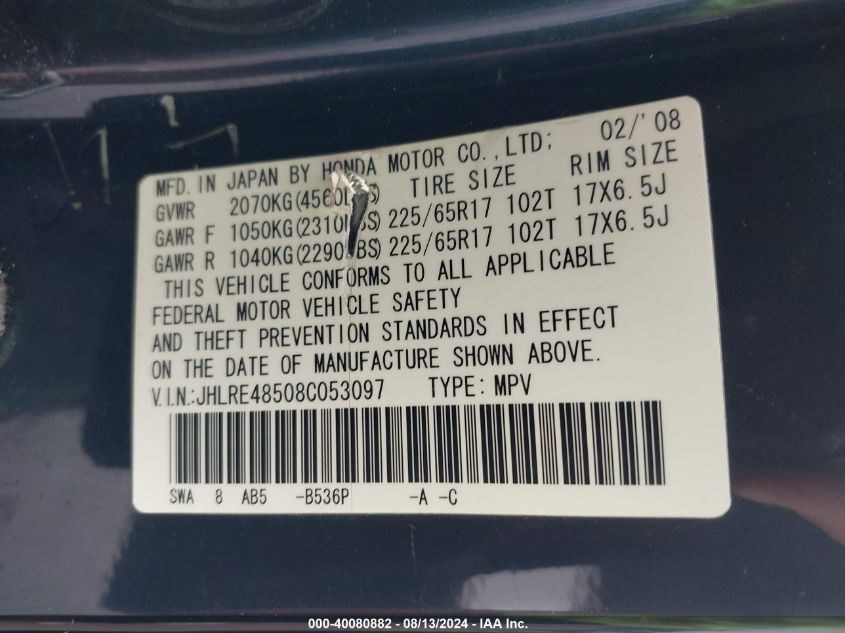 MFD. IN JAPAN BY HONDA MOTOR CO.,LTD; 02/'08
GVWR 2070KG(4560LBS) TIRE SIZE RIM SIZE
GAWR F 1050KG(2310LBS) 225/65R17 102T 17X6.5J
GAWR R 1040KG(2290LBS) 225/65R17 102T 17X6.5J
THIS VEHICLE CONFORMS TO ALL APPLICABLE
FEDERAL MOTOR VEHICLE SAFETY
AND THEFT PREVENTION STANDARDS IN EFFECT
ON THE DATE OF MANUFACTURE SHOWN ABOVE.
V.I.N.:JHLRE48508C053097 TYPE: MPV
SWA 8 AB5 -B536P -A -C
000-40080882 - 08/13/2024 - IAA Inc.